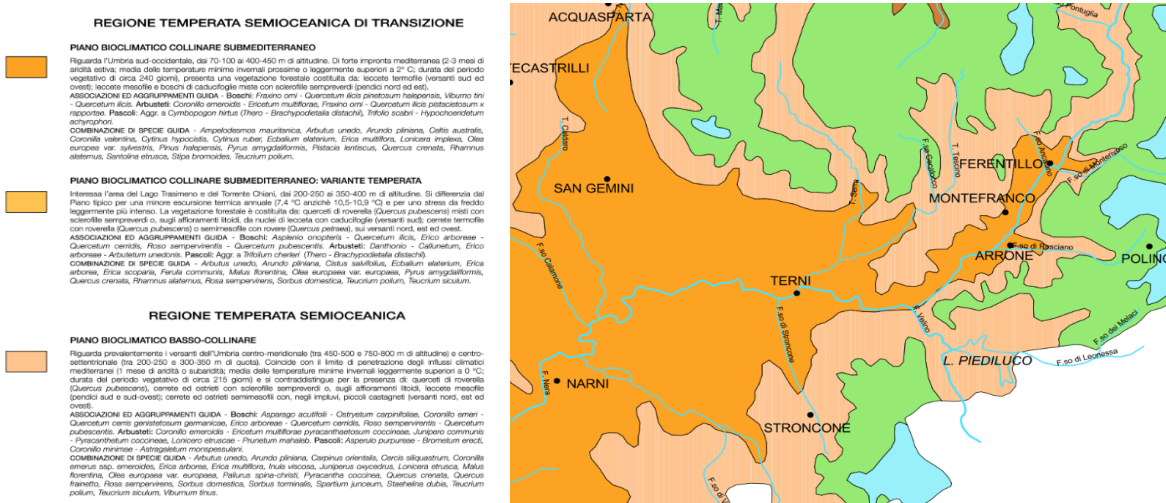 REGIONE TEMPERATA SEMIOCEANICA DI TRANSIZIONE
PIANO BIOCLIMATICO COLLINARE SUBMEDITERRANEO
Riguarda l'Umbria sud-occidentale, dai 70-100 ai 400-450 m di altitudine. Di forte impronta mediterranea (2-3 mesi di
aridità estiva; media delle temperature minime invernali prossime o leggermente superiori a 2° C; durata del periodo
vegetativo di circa 240 giorni), presenta una vegetazione forestale costituita da: leccete termofile (versanti sud ed
ovest); leccete mesofile e boschi di caducifoglie miste con sclerofille sempreverdi (pendici nord ed est).
ASSOCIAZIONI ED AGGRUPPAMENTI GUIDA - Boschi: Fraxino orni - Quercetum ilicis pistacetosum halepensis, Viburno tini
- Quercetum ilicis. Arbusteti: Coronillo emeroidis - Ericetum multiflorae, Fraxino orni - Quercetum ilicis pistacietosum x
rapportae. Pascoli: Aggr. a Cymbopogon hirtus (Thero - Brachypodietalia distachii), Trifolio scabri - Hypochoeridetum
achyrophori.
COMBINAZIONE DI SPECIE GUIDA - Ampelodesmos mauritanica, Arbutus unedo, Arundo pliniana, Celtis australis,
Coronilla valentina, Cytinus hypocistis, Cytinus ruber, Ecballium elaterium, Erica multiflora, Lonicera implexa, Olea
europea var. sylvestris, Pinus halepensis, Pyrus amygdaliformis, Pistacia lentiscus, Quercus crenata, Rhamnus
alaternus, Santolina etrusca, Stipa bromoides, Teucrium polium.
PIANO BIOCLIMATICO COLLINARE SUBMEDITERRANEO: VARIANTE TEMPERATA
Interessa l'area del Lago Trasimeno e del Torrente Chiani, dai 200-250 ai 350-400 m di altitudine. Si differenzia dal
Piano tipico per una minore escursione termica annuale (7,4 °C anzichè 10,5-10,9 °C) e per uno stress da freddo
leggermente più intenso. La vegetazione forestale è costituita da: querceti di roverella (Quercus pubescens) misti con
sclerofille sempreverdi o, sugli affioramenti litoidi, da nuclei di lecceta con caducifoglie (versanti sud); cerrete termofile
con roverella (Quercus pubescens) o semimesofile con rovere (Quercus petraea), sui versanti nord, est ed ovest.
ASSOCIAZIONI ED AGGRUPPAMENTI GUIDA - Boschi: Asplenio onopteris - Quercetum ilicis, Erico arboreae -
Quercetum cerridis, Roso sempervirentis - Quercetum pubescentis. Arbusteti: Danthonio - Callunetum, Erico
arboreae - Arbutetum unedonis. Pascoli: Aggr. a Trifolium cherleri (Thero - Brachypodietalia distachii).
COMBINAZIONE DI SPECIE GUIDA - Arbutus unedo, Arundo pliniana, Cistus salvifolius, Ecballium elaterium, Erica
arborea, Erica scoparia, Ferula communis, Malus florentina, Olea europaea var. europaea, Pyrus amygdaliformis,
Quercus crenata, Rhamnus alaternus, Rosa sempervirens, Sorbus domestica, Teucrium polium, Teucrium siculum.
REGIONE TEMPERATA SEMIOCEANICA
PIANO BIOCLIMATICO BASSO-COLLINARE
Riguarda prevalentemente i versanti dell'Umbria centro-meridionale (tra 450-500 e 750-800 m di altitudine) e centro-
settentrionale (tra 200-250 e 300-350 m di quota). Coincide con il limite di penetrazione degli influssi climatici
mediterranei (1 mese di aridità o subaridità; media delle temperature minime invernali leggermente superiori a 0 °C;
durata del periodo vegetativo di circa 215 giorni) e si contraddistingue per la presenza di: querceti di roverella
(Quercus pubescens), cerrete ed ostrieti con sclerofille sempreverdi o, sugli affioramenti litoidi, leccete mesofile
(pendici sud e sud-ovest); cerrete ed ostrieti semimesofili con, negli impluvi, piccoli castagneti (versanti nord, est ed
ovest).
ASSOCIAZIONI ED AGGRUPPAMENTI GUIDA - Boschi: Asparago acutifolii - Ostryetum carpinifoliae, Coronillo emeri -
Quercetum cerris genistetosum germanicae, Erico arboreae - Quercetum cerridis, Roso sempervirentis - Quercetum
pubescentis. Arbusteti: Coronillo emeroidis - Ericetum multiflorae pyracanthaetosum coccineae, Junipero communis
- Pyracanthetum coccineae, Lonicero etruscae - Prunetum mahaleb. Pascoli: Asperulo purpureae - Brometum erecti,
Coronillo minimae - Astragaletum monspessulani.
COMBINAZIONE DI SPECIE GUIDA - Arbutus unedo, Arundo pliniana, Carpinus orientalis, Cercis siliquastrum, Coronilla
emerus ssp. emeroides, Erica arborea, Erica multiflora, Inula viscosa, Juniperus oxycedrus, Lonicera etrusca, Malus
florentina, Olea europaea var. europaea, Paliurus spina-christi, Pyracantha coccinea, Quercus crenata, Quercus
frainetto, Rosa sempervirens, Sorbus domestica, Sorbus torminalis, Spartium junceum, Staehelina dubia, Teucrium
polium, Teucrium siculum, Viburnum tinus.
ACQUASPARTA
TECASTRILLI
T. Caldaro
SAN GEMINI
F.so Calamone
T. Serra
T. Tescino
FERENTILLO
MONTEFRANCO
F.so di Rosciano
ARRONE
POLINO
TERNI
F.so di Stroncone
F. Velino
F.so dei Melaci
F.so di Leonessa
L. PIEDILUCO
F. Nera
NARNI
STRONCONE